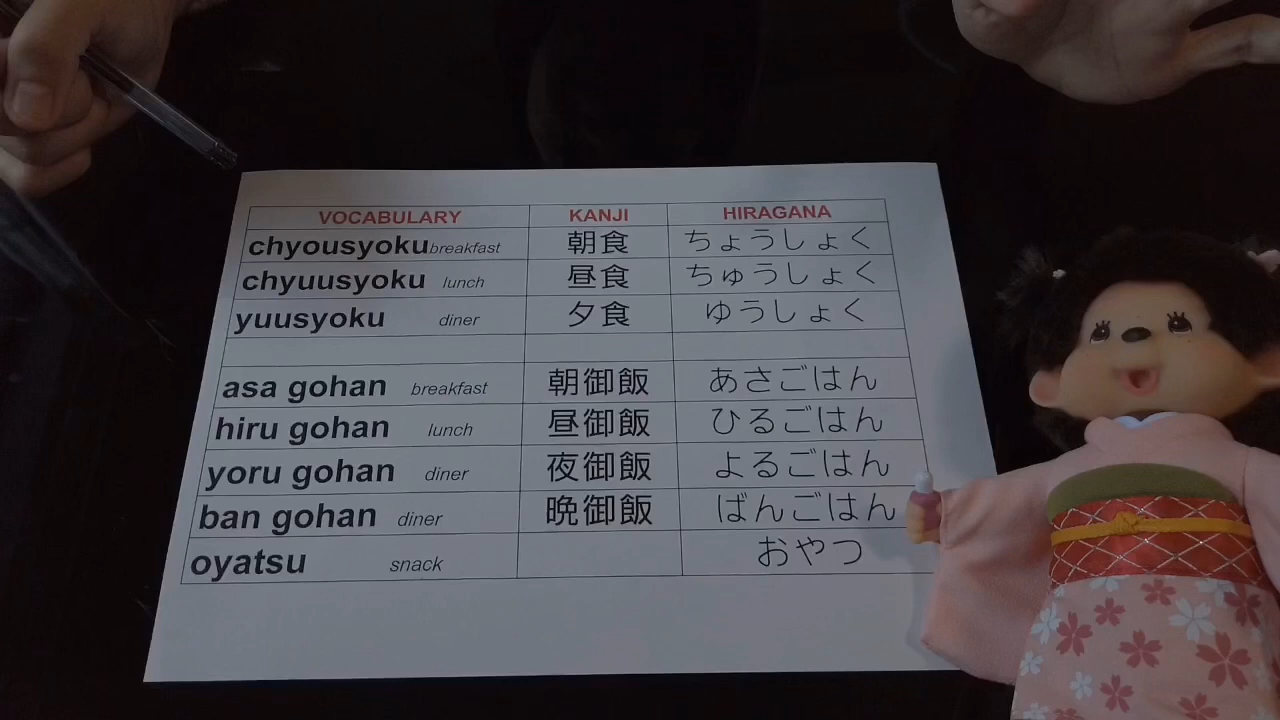 VOCABULARY KANJI HIRAGANA
chyousyoku breakfast 朝食 ちょうしょく
chyuusyoku lunch 昼食 ちゅうしょく
yuusyoku diner 夕食 ゆうしょく
asa gohan breakfast 朝御飯 あさごはん
hiru gohan lunch 昼御飯 ひるごはん
yoru gohan diner 夜御飯 よるごはん
ban gohan diner 晩御飯 ばんごはん
oyatsu snack おやつ